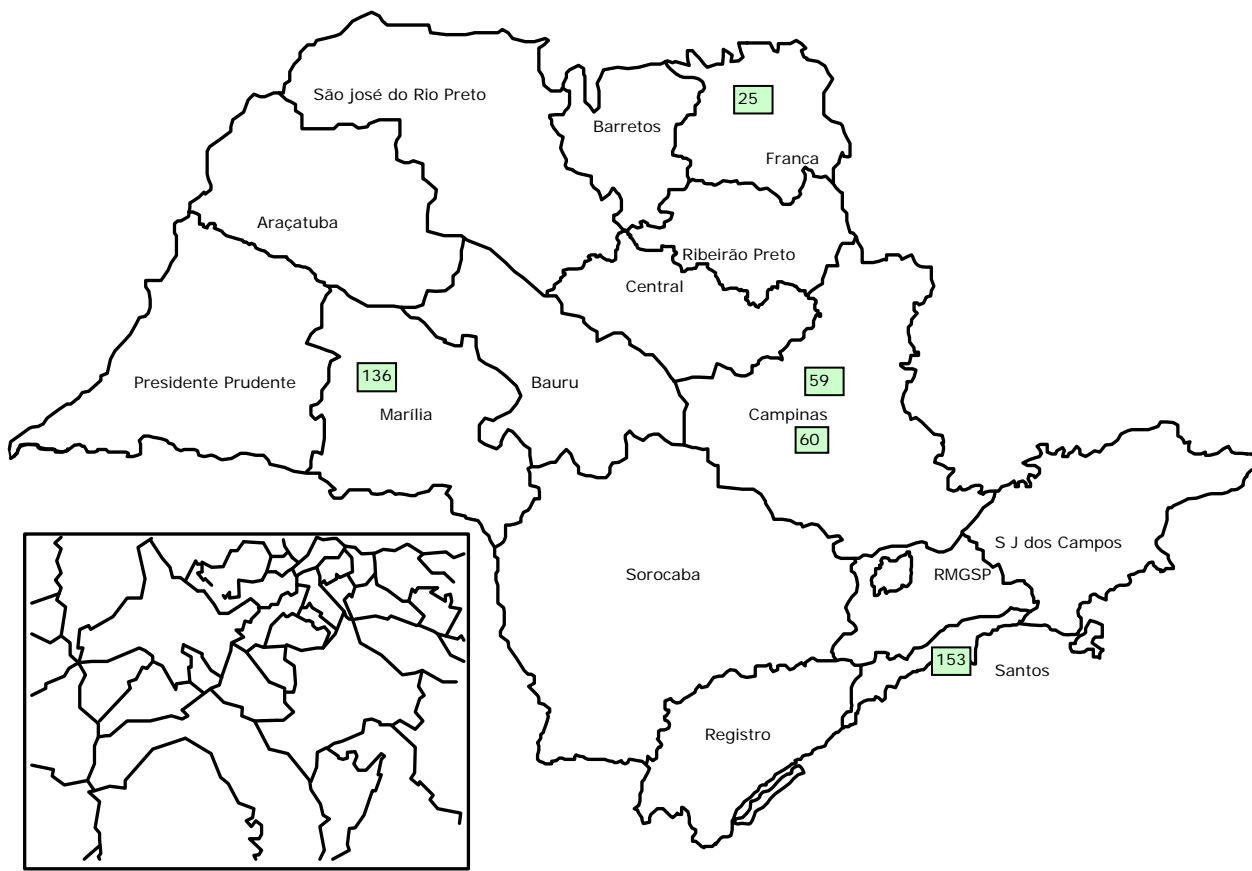 São josé do Rio Preto
25
Barretos
Franca
Araçatuba
Ribeirão Preto
Central
136
59
Presidente Prudente
Bauru
Marília
Campinas
60
S J dos Campos
Sorocaba
RMGSP
153
Santos
Registro